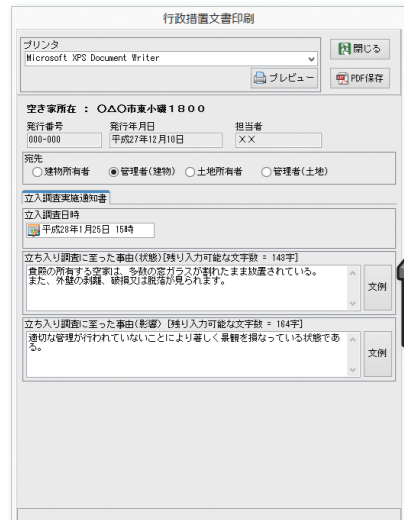 行政措置文書印刷
プリンタ
Microsoft XPS Document Writer
閉じる
プレビュー
PDF保存
空き家所在 : 〇△〇市東小磯1800
発行番号 発行年月日 担当者
000-000 平成27年12月10日 ××
宛先
建物所有者 管理者(建物) 土地所有者 管理者(土地)
立入調査実施通知書
立入調査日時
平成28年1月25日 15時
立ち入り調査に至った事由(状態)[残り入力可能な文字数 = 143字]
貴殿の所有する空家は、多数の窓ガラスが割れたまま放置されている。
また、外壁の剥離、破損又は脱落が見られます。
文例
立ち入り調査に至った事由(影響)[残り入力可能な文字数 = 164字]
適切な管理が行われていないことにより著しく景観を損なっている状態であ
る。
文例